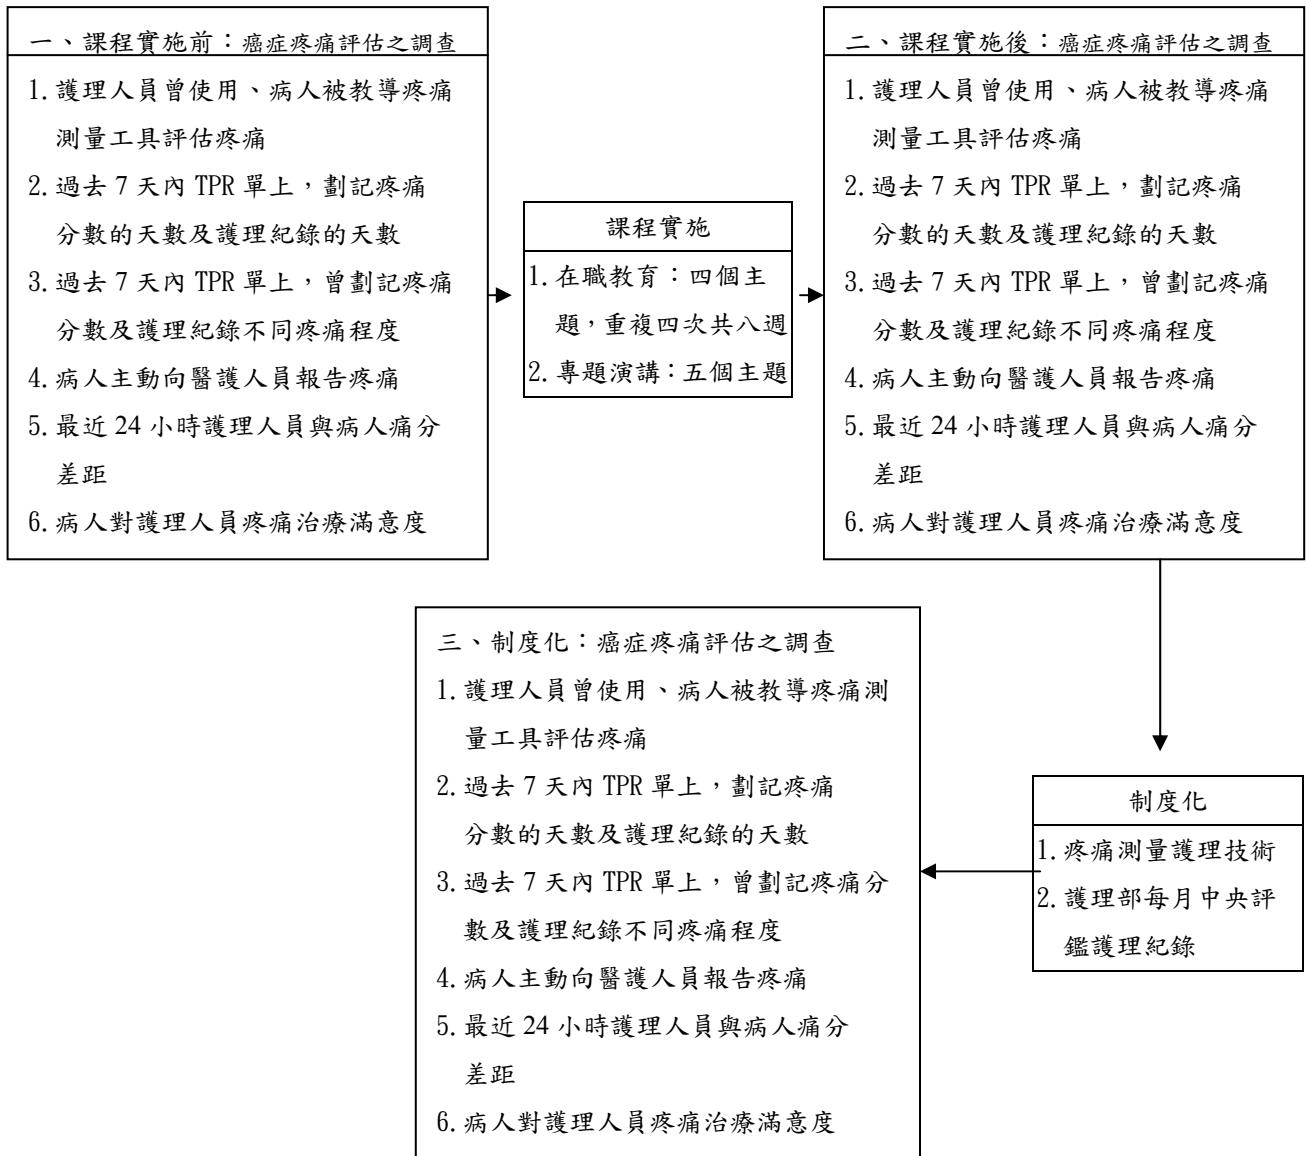 一、課程實施前：癌症疼痛評估之調查
1.護理人員曾使用、病人被教導疼痛
測量工具評估疼痛
2.過去 7 天內 TPR 單上，劃記疼痛
分數的天數及護理紀錄的天數
3.過去 7 天內 TPR 單上，曾劃記疼痛
分數及護理紀錄不同疼痛程度
4.病人主動向醫護人員報告疼痛
5.最近 24 小時護理人員與病人痛分
差距
6.病人對護理人員疼痛治療滿意度
課程實施
1.在職教育：四個主
題，重複四次共八週
2.專題演講：五個主題
二、課程實施後：癌症疼痛評估之調查
1.護理人員曾使用、病人被教導疼痛
測量工具評估疼痛
2.過去 7 天內 TPR 單上，劃記疼痛
分數的天數及護理紀錄的天數
3.過去 7 天內 TPR 單上，曾劃記疼痛
分數及護理紀錄不同疼痛程度
4.病人主動向醫護人員報告疼痛
5.最近 24 小時護理人員與病人痛分
差距
6.病人對護理人員疼痛治療滿意度
制度化
1.疼痛測量護理技術
2.護理部每月中央評
鑑護理紀錄
三、制度化：癌症疼痛評估之調查
1.護理人員曾使用、病人被教導疼痛測
量工具評估疼痛
2.過去 7 天內 TPR 單上，劃記疼痛
分數的天數及護理紀錄的天數
3.過去 7 天內 TPR 單上，曾劃記疼痛分
數及護理紀錄不同疼痛程度
4.病人主動向醫護人員報告疼痛
5.最近 24 小時護理人員與病人痛分
差距
6.病人對護理人員疼痛治療滿意度